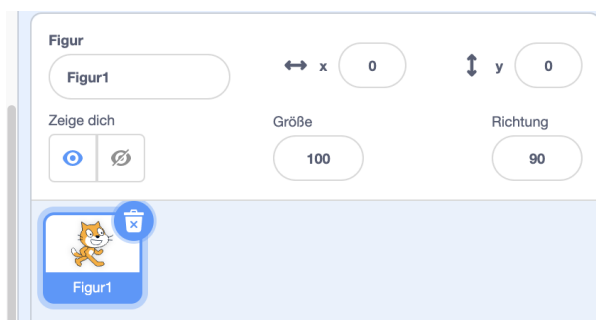 Figur
Figur1
x 0
y 0
Zeige dich
Größe
Richtung
100
90
Figur1